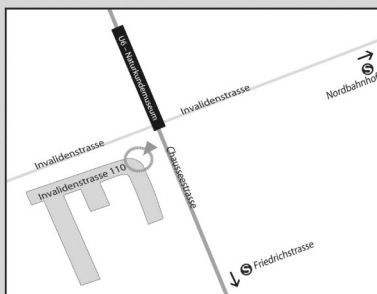 U6 – Naturkundemuseum
Invalidenstrasse
Nordbahnhof
Invalidenstrasse
Invalidenstrasse 110
Chausseestrasse
Friedrichstrasse